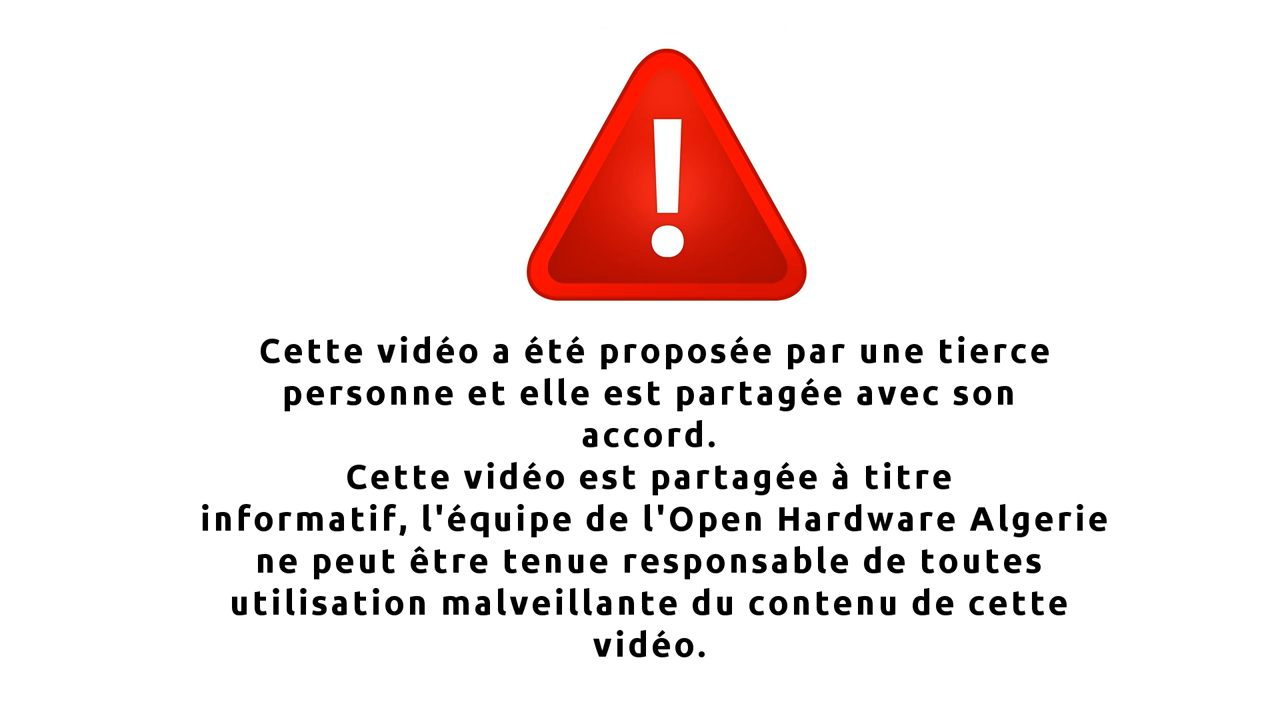 !
Cette vidéo a été proposée par une tierce
personne et elle est partagée avec son
accord.
Cette vidéo est partagée à titre
informatif, l'équipe de l'Open Hardware Algerie
ne peut être tenue responsable de toutes
utilisation malveillante du contenu de cette
vidéo.